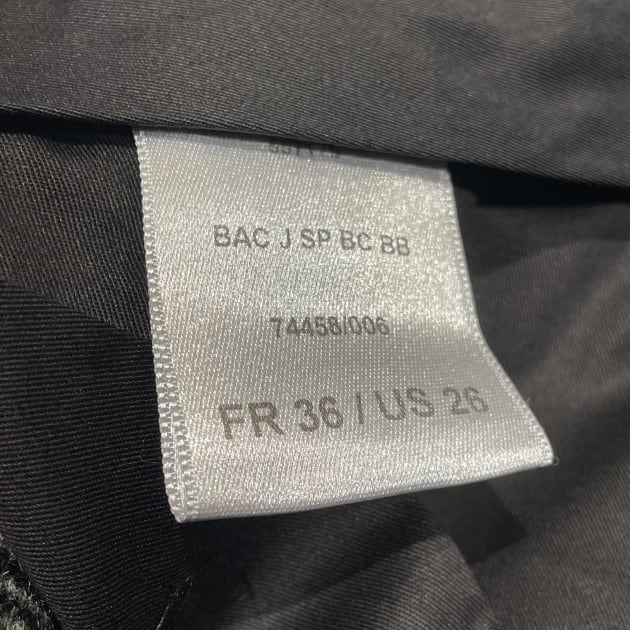 BAC J SP BC BB
74458/006
FR 36 / US 26